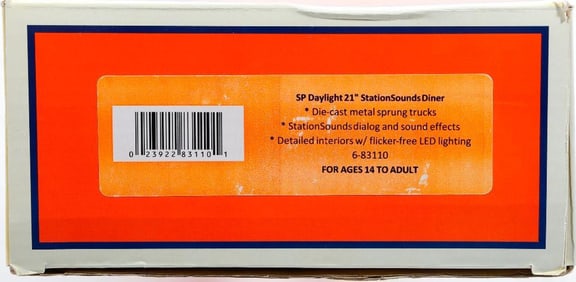 SP Daylight 21" StationSounds Diner
* Die-cast metal sprung trucks
* StationSounds dialog and sound effects
* Detailed interiors w/ flicker-free LED lighting
6-83110
FOR AGES 14 TO ADULT
0 23922 83110 1